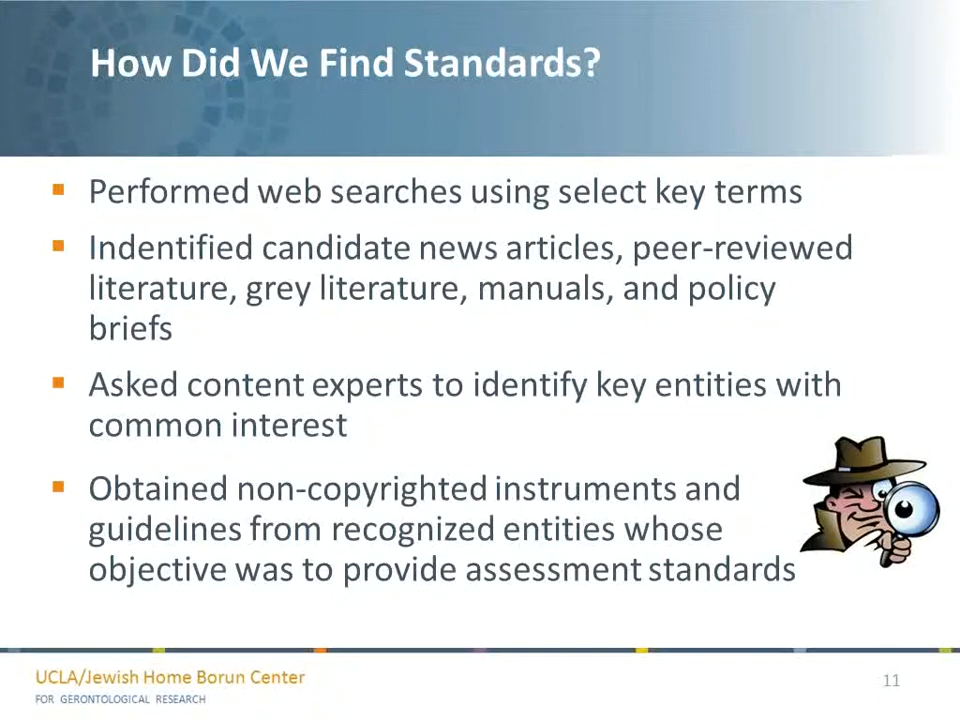 How Did We Find Standards?
▪ Performed web searches using select key terms
▪ Indentified candidate news articles, peer-reviewed
literature, grey literature, manuals, and policy
briefs
▪ Asked content experts to identify key entities with
common interest
▪ Obtained non-copyrighted instruments and
guidelines from recognized entities whose
objective was to provide assessment standards
UCLA/Jewish Home Borun Center
FOR GERONTOLOGICAL RESEARCH
11